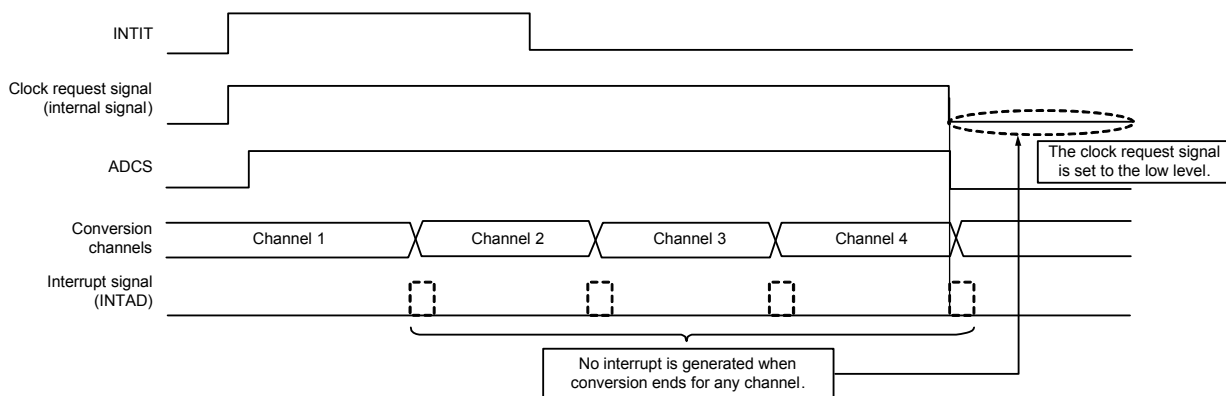 INTIT
Clock request signal
(internal signal)
The clock request signal
is set to the low level.
ADCS
Conversion
channels
Channel 1
Channel 2
Channel 3
Channel 4
Interrupt signal
(INTAD)
No interrupt is generated when
conversion ends for any channel.